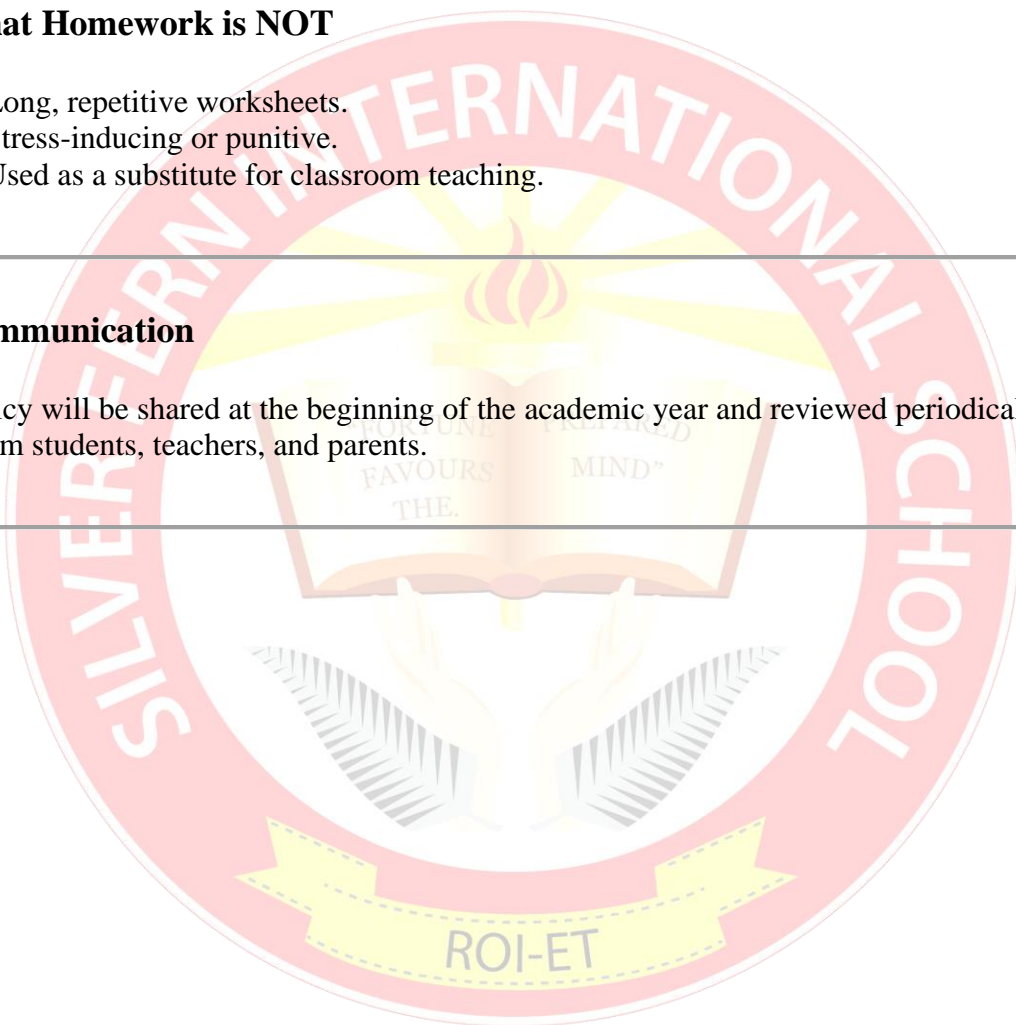 hat Homework is NOT
Long, repetitive worksheets.
tress-inducing or punitive.
Used as a substitute for classroom teaching.
mmunication
cy will be shared at the beginning of the academic year and reviewed periodical
m students, teachers, and parents.
SILVER FERN INTERNATIONAL SCHOOL
"FORTUNE PREPARED
FAVOURS MIND"
THE.
ROI-ET